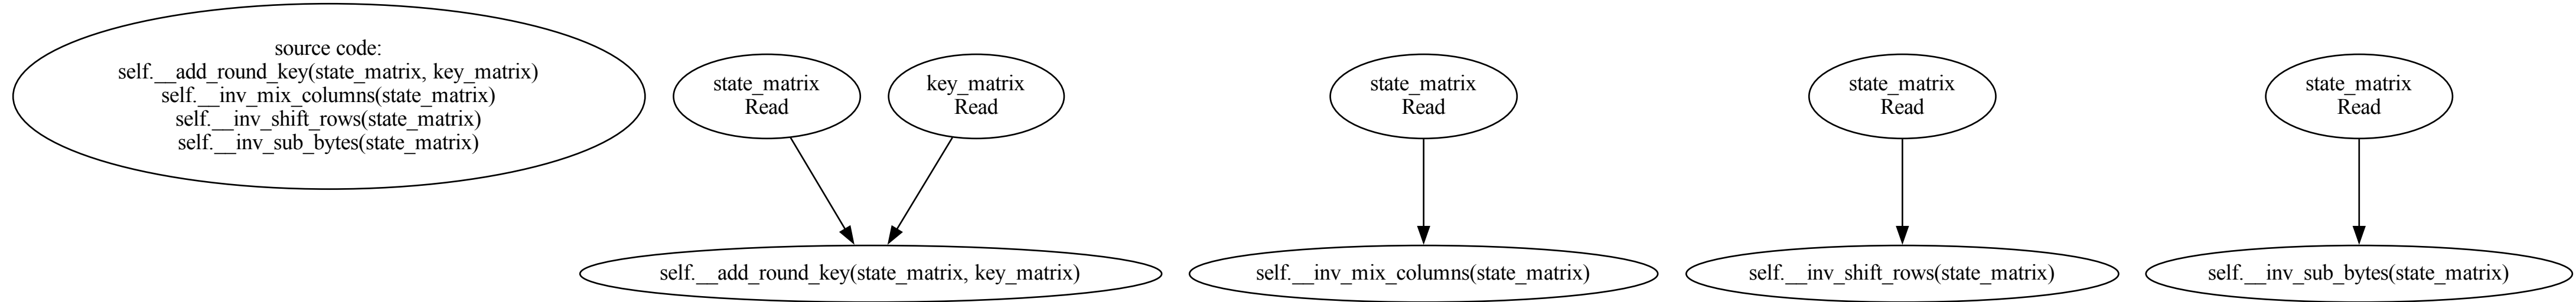 source code:
self.__add_round_key(state_matrix, key_matrix)
self.__inv_mix_columns(state_matrix)
self.__inv_shift_rows(state_matrix)
self.__inv_sub_bytes(state_matrix)
state_matrix
Read
key_matrix
Read
self.__add_round_key(state_matrix, key_matrix)
state_matrix
Read
self.__inv_mix_columns(state_matrix)
state_matrix
Read
self.__inv_shift_rows(state_matrix)
state_matrix
Read
self.__inv_sub_bytes(state_matrix)